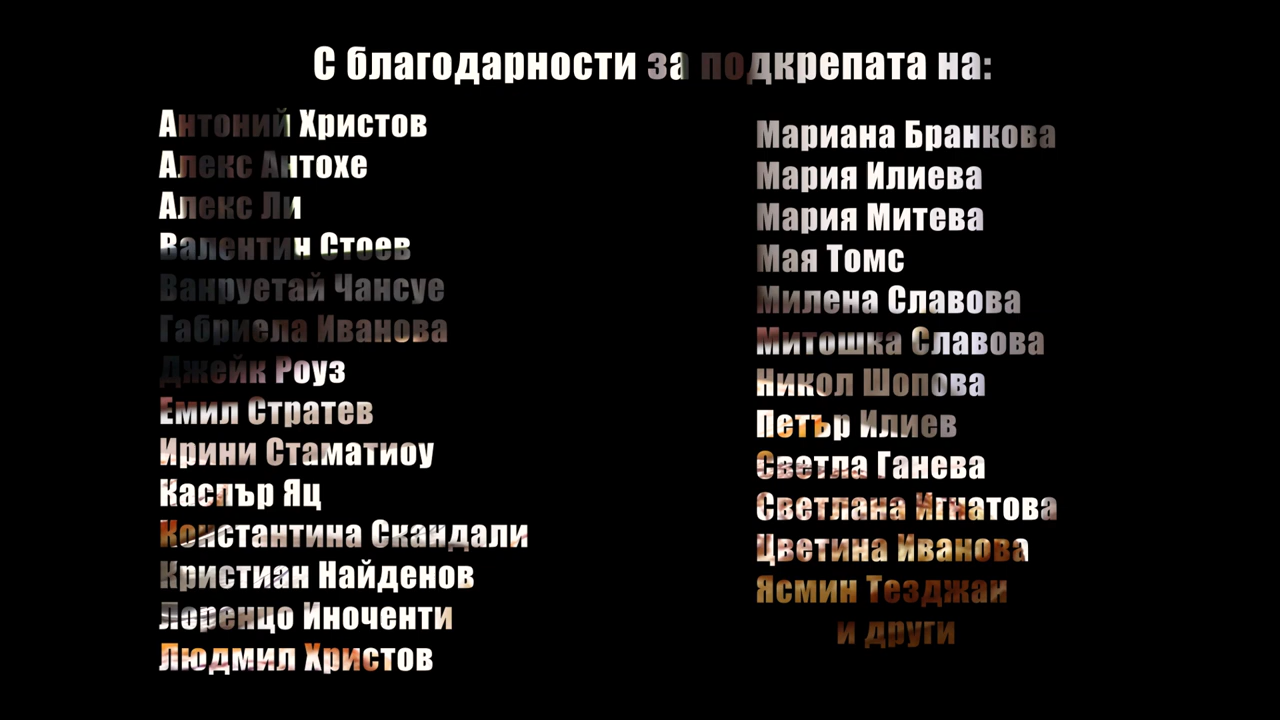 С благодарности за подкрепата на:
Антоний Христов
Алекс Антохе
Алекс Ли
Валентин Стоев
Ванруетай Чансуе
Габриела Иванова
Джейк Роуз
Емил Стратев
Ирини Стаматиоу
Каспър Яц
Константина Скандали
Кристиан Найденов
Лоренцо Иноченти
Людмил Христов
Мариана Бранкова
Мария Илиева
Мария Митева
Мая Томс
Милена Славова
Митошка Славова
Никол Шопова
Петър Илиев
Светла Ганева
Светлана Игнатова
Цветина Иванова
Ясмин Тезджан
и други